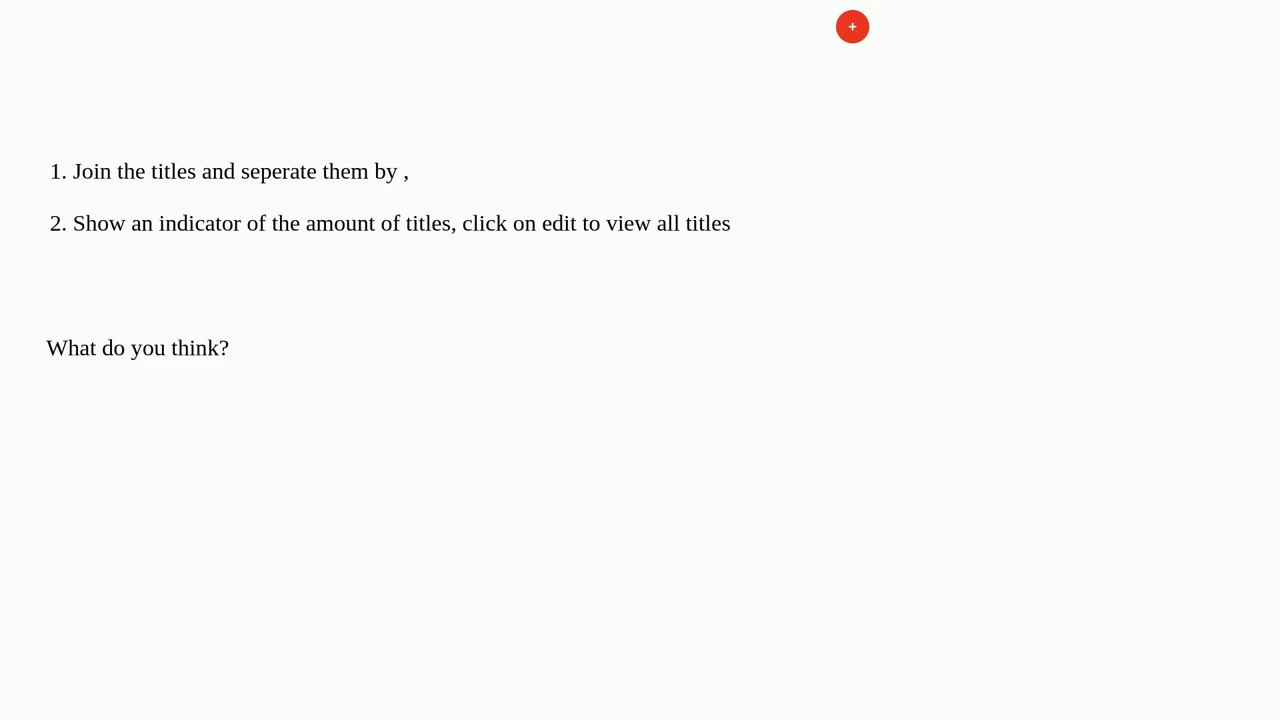 +
1. Join the titles and seperate them by ,
2. Show an indicator of the amount of titles, click on edit to view all titles
What do you think?